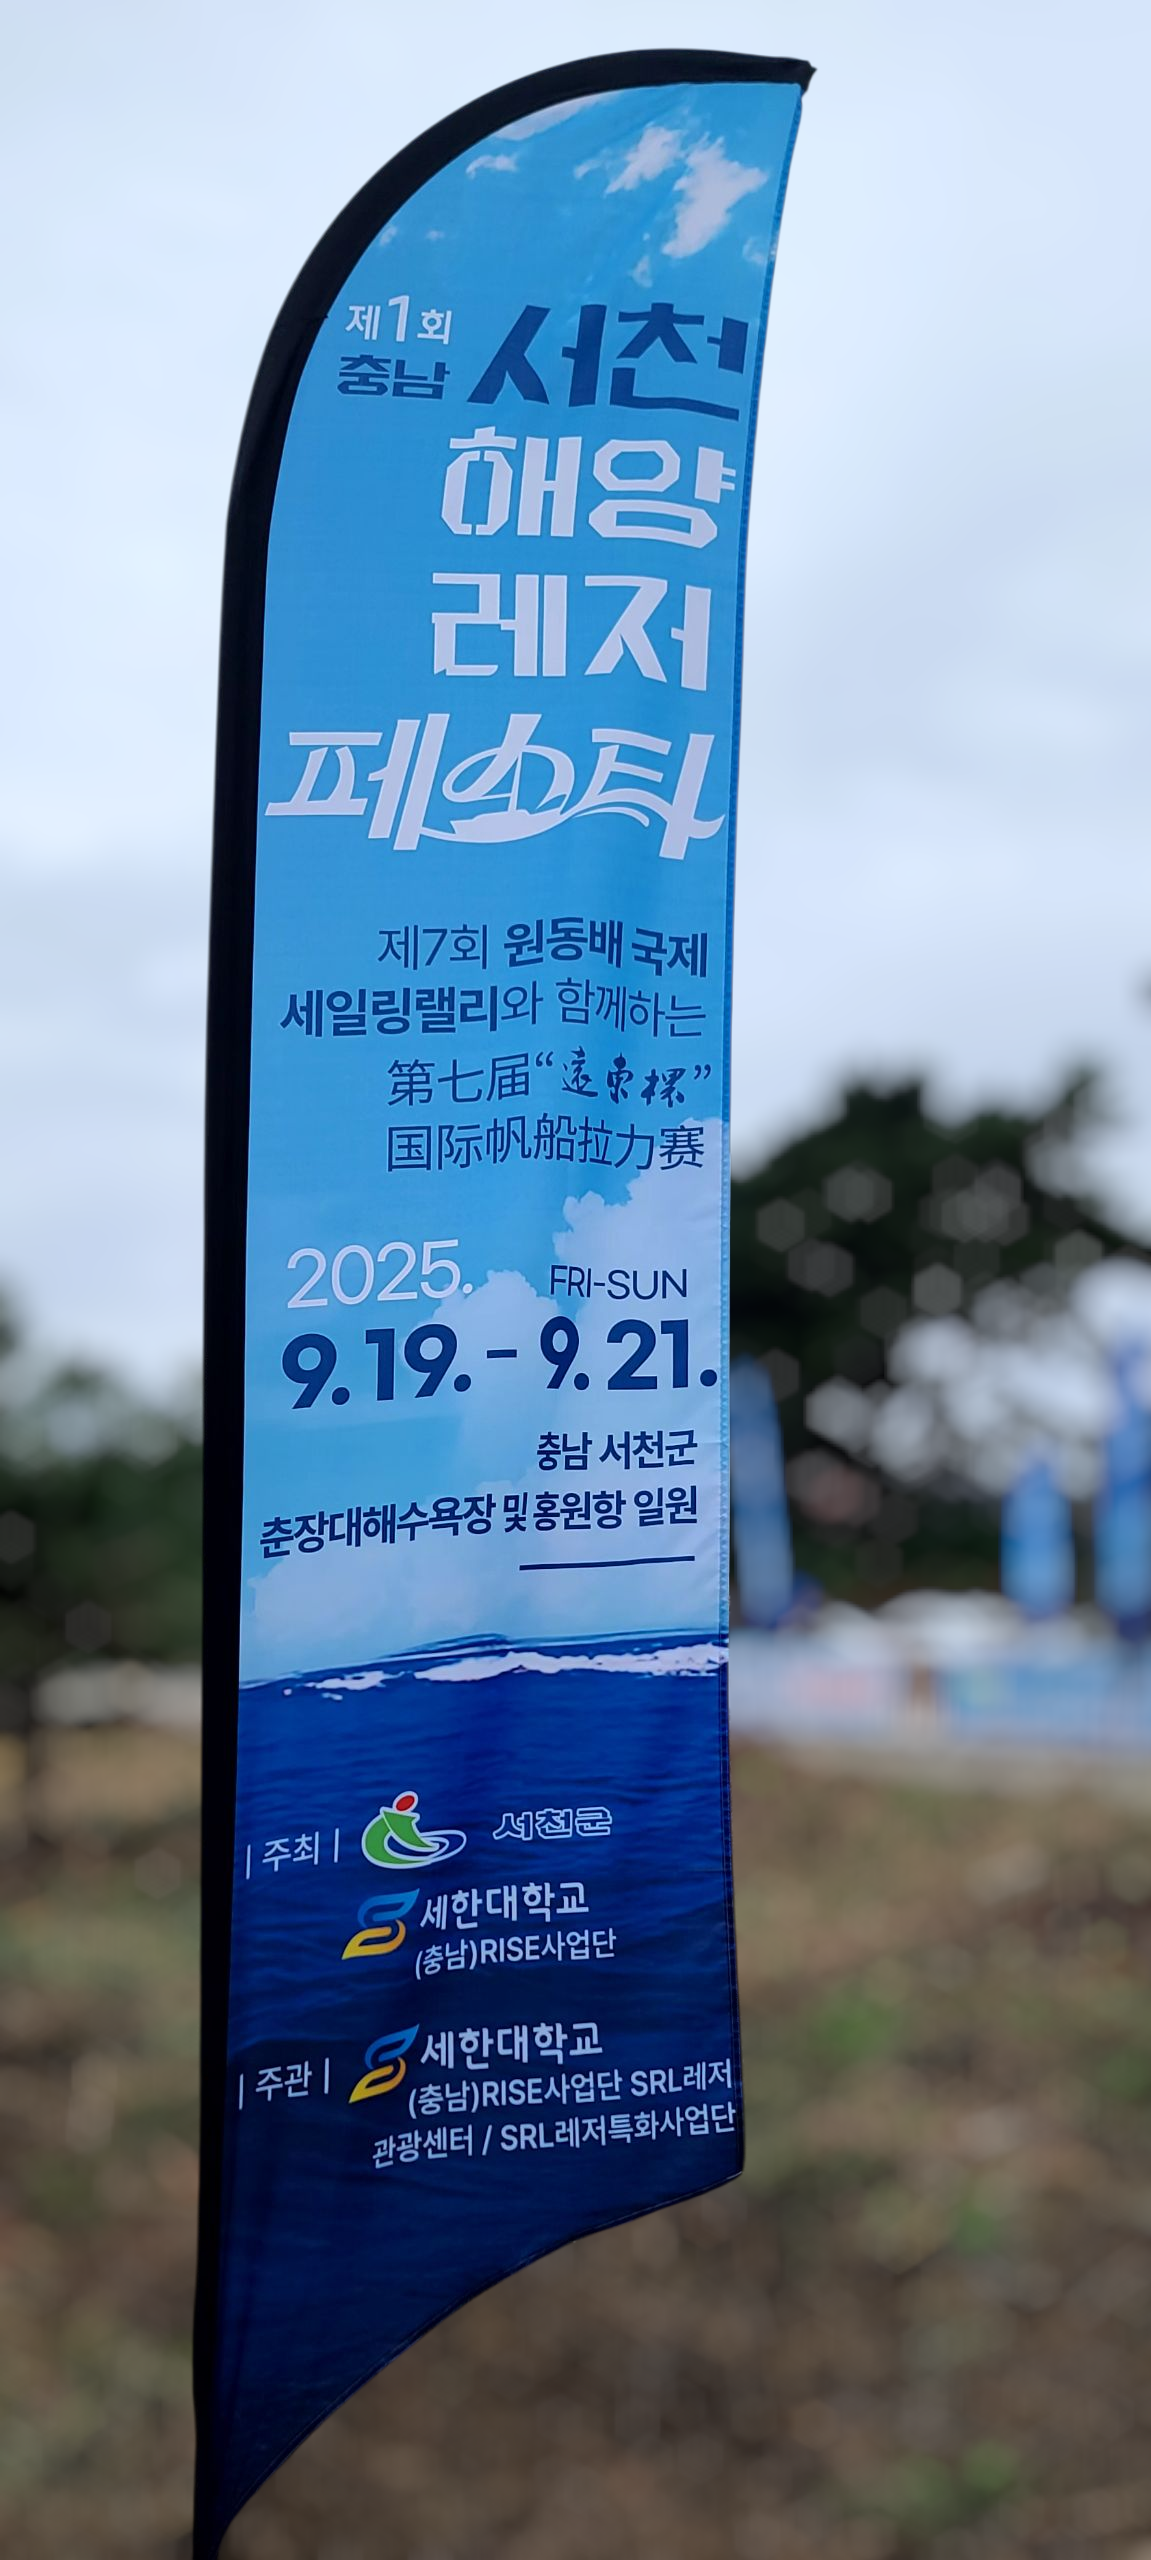 제1회
충남 서천
해양
레저
페스타
제7회 원동배 국제
세일링랠리와 함께하는
第七届“遠東杯”
国际帆船拉力赛
2025. FRI-SUN
9.19.-9.21.
충남 서천군
춘장대해수욕장 및 홍원항 일원
|주최| 서천군
세한대학교
(충남)RISE사업단
|주관| 세한대학교
(충남)RISE사업단 SRL레저
관광센터 / SRL레저특화사업단